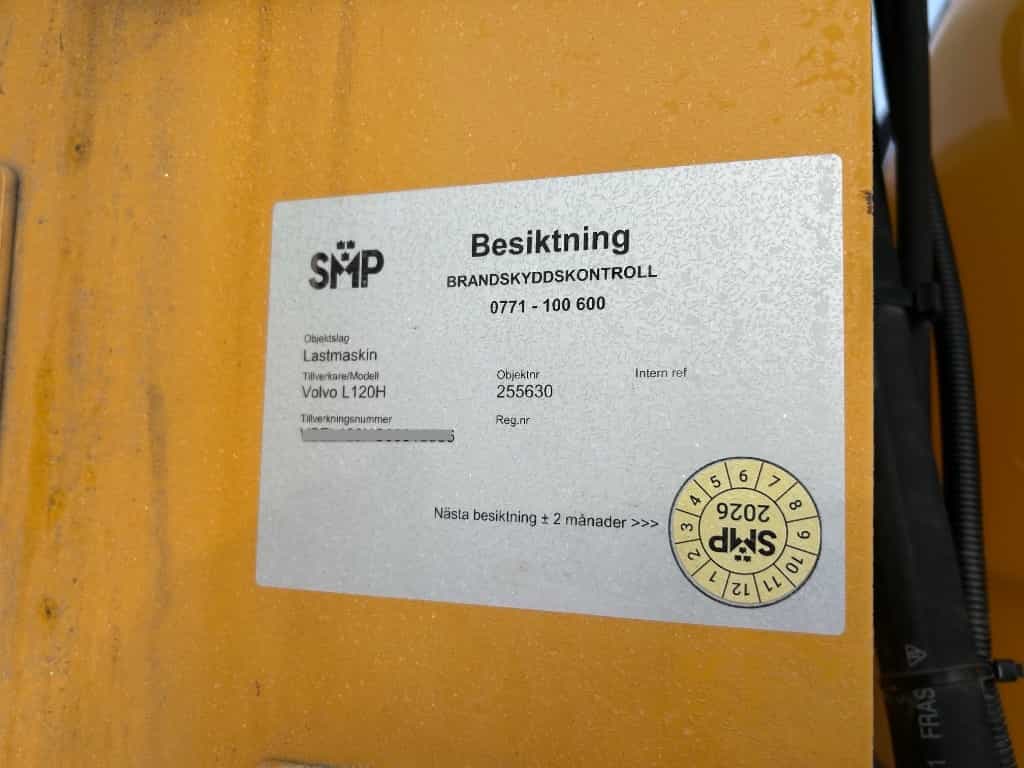 SMP
Besiktning
BRANDSKYDDSKONTROLL
0771 - 100 600
Objektslag
Lastmaskin
Tillverkare/Modell
Volvo L120H
Objektnr
255630
Intern ref
Tillverkningsnummer
Reg.nr
Nästa besiktning ± 2 månader >>>
1 2 3 4 5 6 7 8 9 10 11 12
2026
SMP
1 FRAS